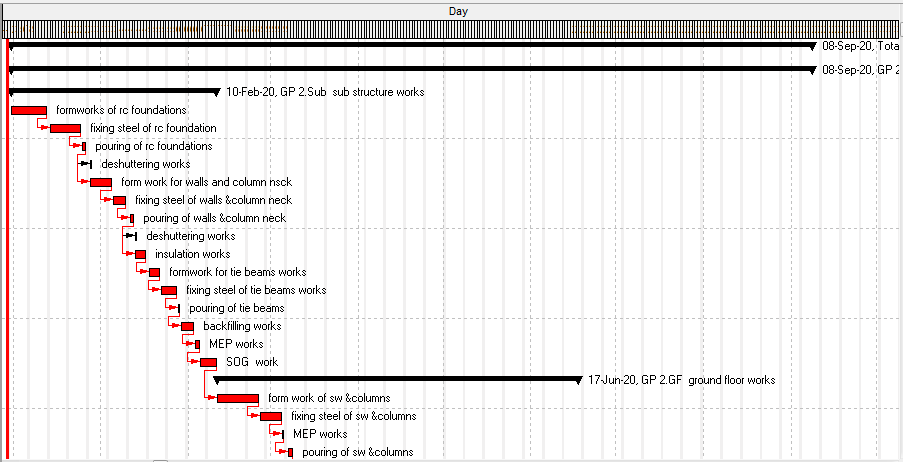 Day
08-Sep-20, Tota
08-Sep-20, GP 2
10-Feb-20, GP 2.Sub sub structure works
formworks of rc foundations
fixing steel of rc foundation
pouring of rc foundations
deshuttering works
form work for walls and column nsck
fixing steel of walls &column neck
pouring of walls &column neck
deshuttering works
insulation works
formwork for tie beams works
fixing steel of tie beams works
pouring of tie beams
backfilling works
MEP works
SOG work
17-Jun-20, GP 2.GF ground floor works
form work of sw &columns
fixing steel of sw &columns
MEP works
pouring of sw &columns